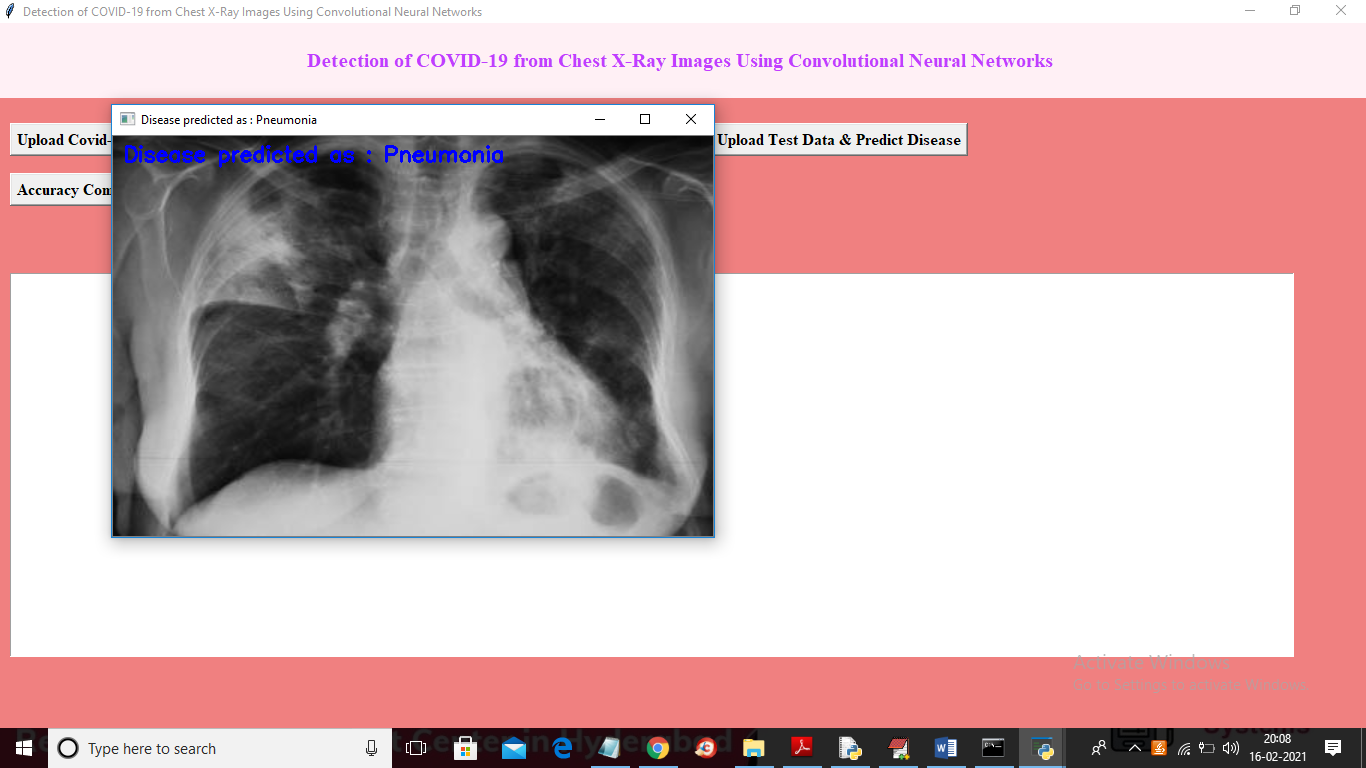 Detection of COVID-19 from Chest X-Ray Images Using Convolutional Neural Networks
Detection of COVID-19 from Chest X-Ray Images Using Convolutional Neural Networks
Disease predicted as : Pneumonia
Disease predicted as : Pneumonia
Upload Covid-
Upload Test Data & Predict Disease
Accuracy Com
Activate Windows
Go to Settings to activate Windows.
Type here to search
20:08
16-02-2021